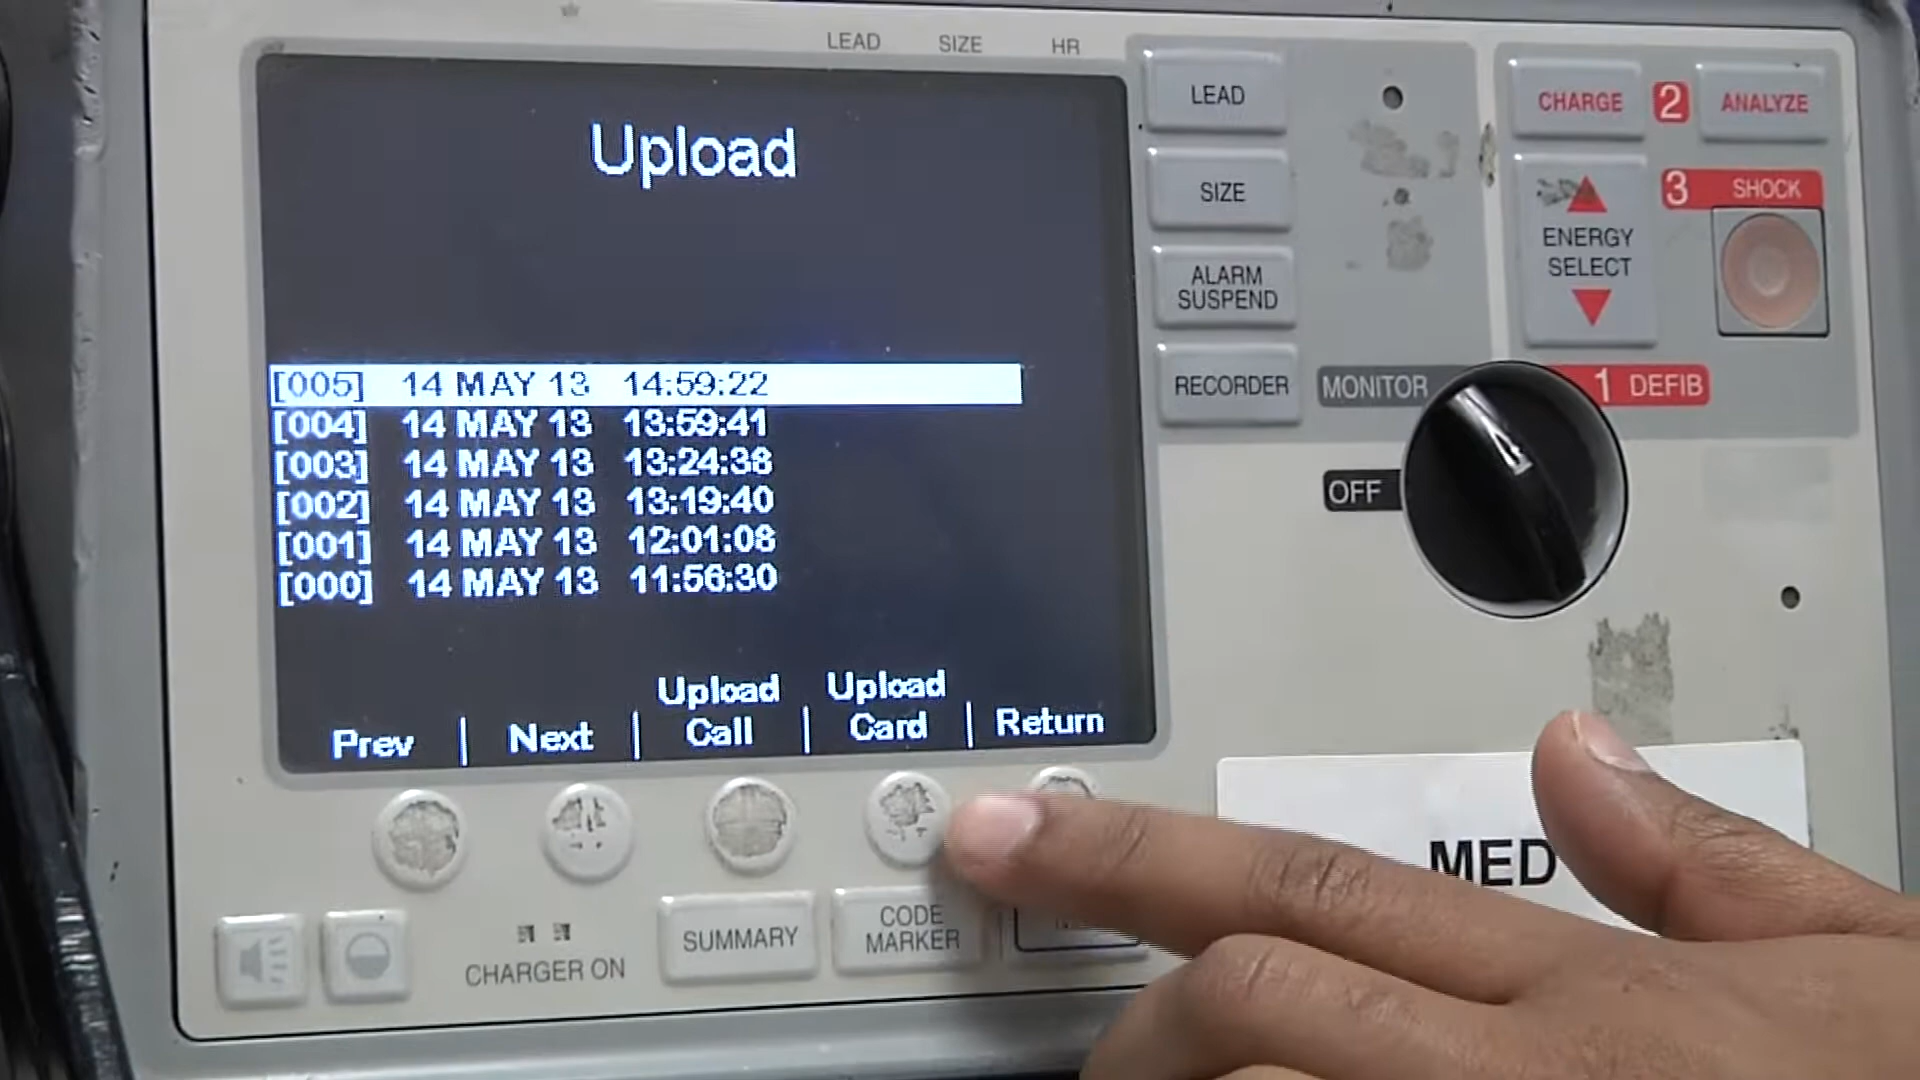 LEAD SIZE HR
Upload
[005] 14 MAY 13 14:59:22
[004] 14 MAY 13 13:59:41
[003] 14 MAY 13 13:24:38
[002] 14 MAY 13 13:19:40
[001] 14 MAY 13 12:01:08
[000] 14 MAY 13 11:56:30
Prev
Next
Upload
Call
Upload
Card
Return
CHARGER ON
SUMMARY
CODE
MARKER
LEAD
SIZE
ALARM
SUSPEND
RECORDER
CHARGE 2 ANALYZE
ENERGY
SELECT
3 SHOCK
MONITOR
1 DEFIB
OFF
MED